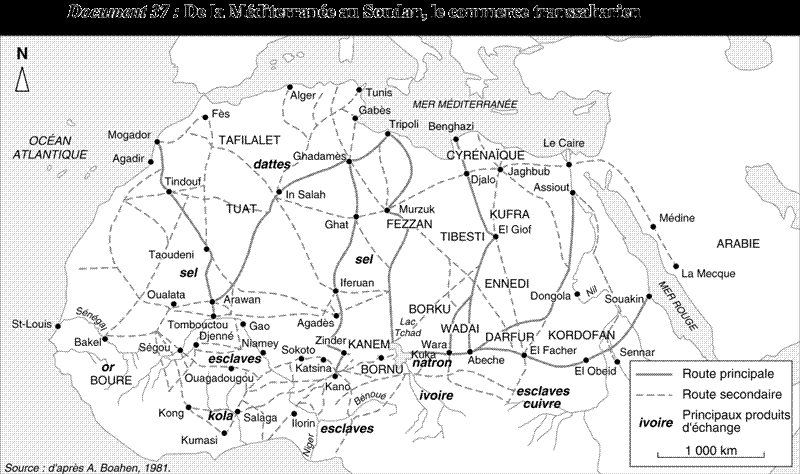 Document 37 : De la Méditerranée au Soudan, le commerce transsaharien
N
OCÉAN
ATLANTIQUE
MER MÉDITERRANÉE
Alger
Tunis
Gabès
Tripoli
Benghazi
Le Caire
Fès
Mogador
TAFILALET
Agadir
dattes
Ghadamès
CYRÉNAÏQUE
Jaghbub
Djalo
Assiout
Tindouf
In Salah
TUAT
Murzuk
FEZZAN
Ghat
KUFRA
El Giof
TIBESTI
Médine
ARABIE
La Mecque
Taoudeni
sel
sel
Iferuan
ENNEDI
Dongola
Nil
Souakin
MER ROUGE
Oualata
Arawan
BORKU
Lac
Tchad
Sénégal
St-Louis
Tombouctou
Gao
Agadès
WADAI
DARFUR
KORDOFAN
Bakel
Djenné
Ségou
Niamey
Zinder
KANEM
Wara
Sokoto
Kuka
Abeche
El Facher
Sennar
esclaves
Katsina
BORNU
natron
El Obeid
or
BOURE
Ouagadougou
Kano
Bénoué
ivoire
esclaves
cuivre
Kong
kola
Salaga
Ilorin
Kumasi
Niger
esclaves
Route principale
Route secondaire
ivoire
Principaux produits
d'échange
1 000 km
Source : d'après A. Boahen, 1981.